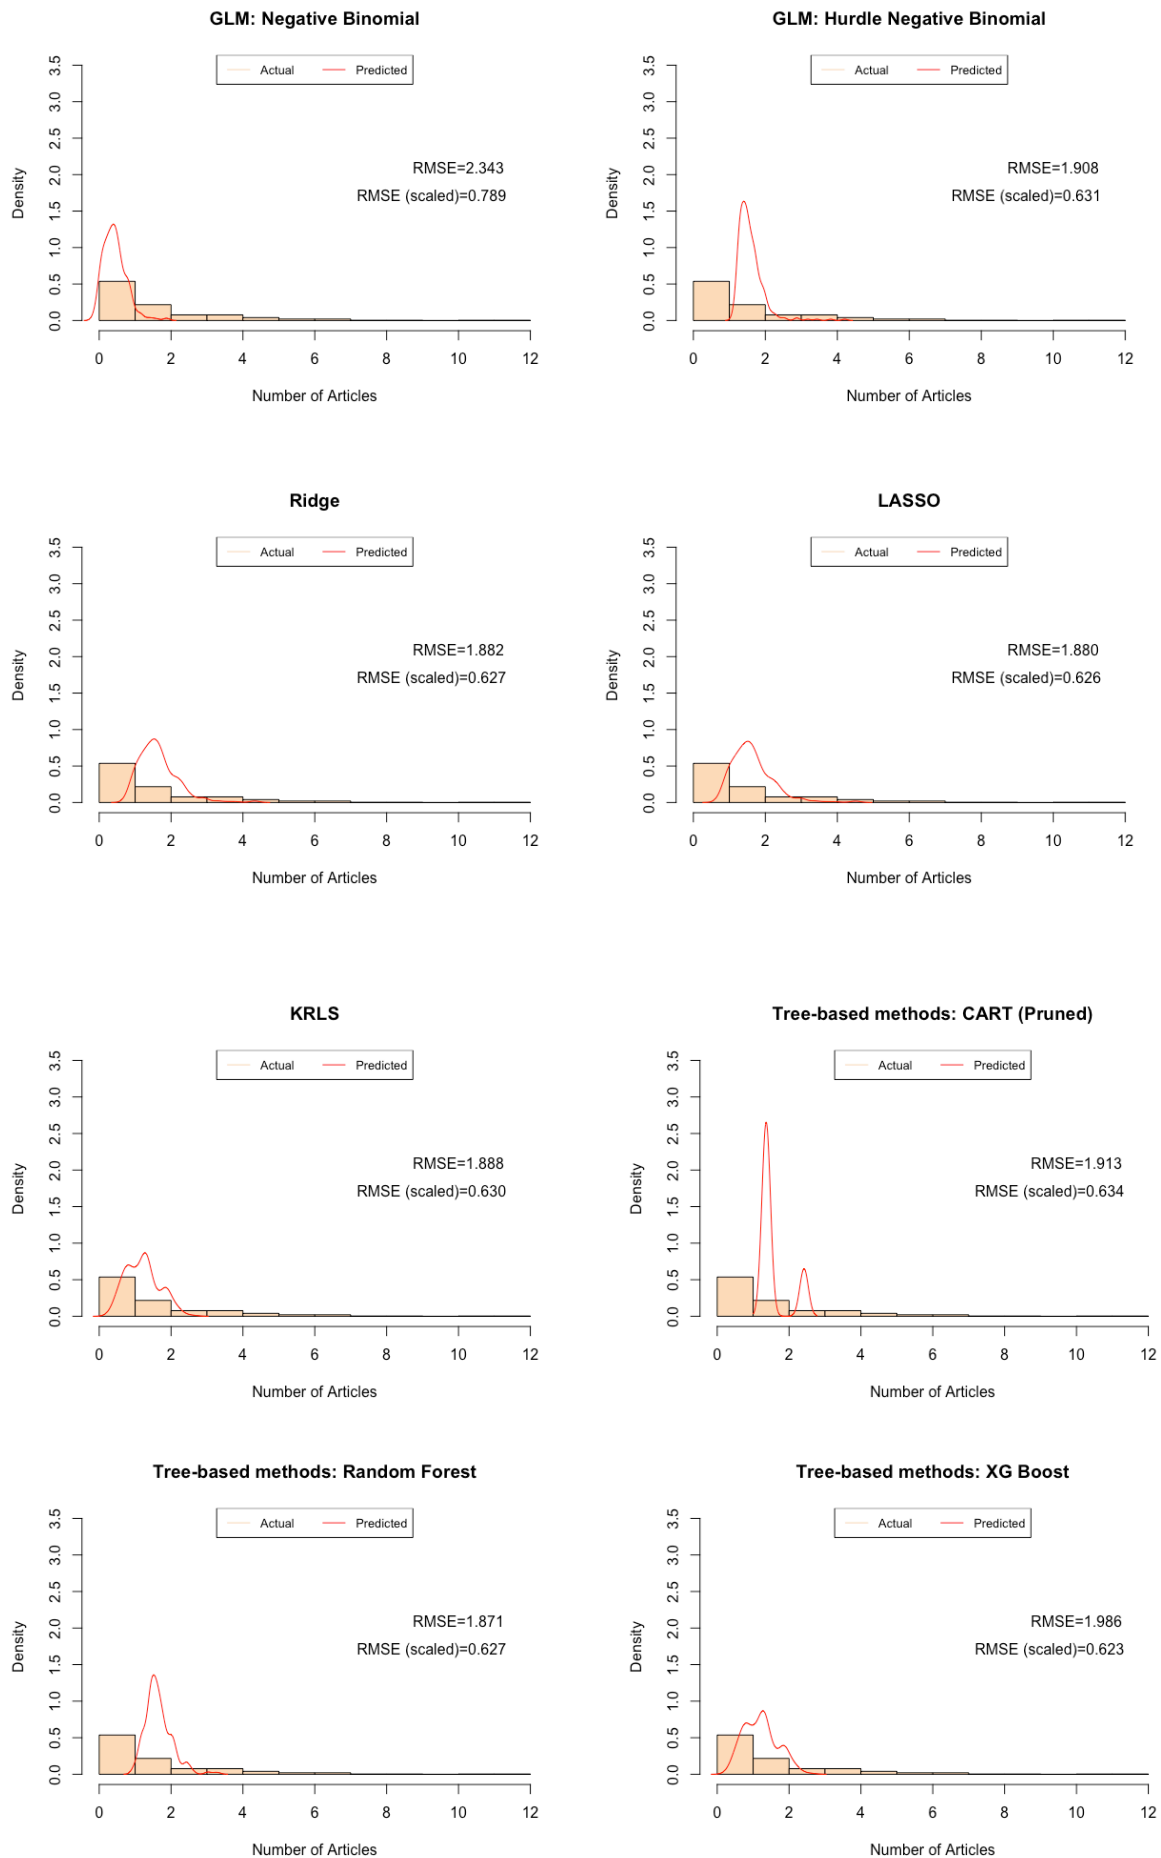 GLM: Negative Binomial
Actual Predicted
RMSE=2.343
RMSE (scaled)=0.789
Density
0.0 0.5 1.0 1.5 2.0 2.5 3.0 3.5
0 2 4 6 8 10 12
Number of Articles
GLM: Hurdle Negative Binomial
Actual Predicted
RMSE=1.908
RMSE (scaled)=0.631
Density
0.0 0.5 1.0 1.5 2.0 2.5 3.0 3.5
0 2 4 6 8 10 12
Number of Articles
Ridge
Actual Predicted
RMSE=1.882
RMSE (scaled)=0.627
Density
0.0 0.5 1.0 1.5 2.0 2.5 3.0 3.5
0 2 4 6 8 10 12
Number of Articles
LASSO
Actual Predicted
RMSE=1.880
RMSE (scaled)=0.626
Density
0.0 0.5 1.0 1.5 2.0 2.5 3.0 3.5
0 2 4 6 8 10 12
Number of Articles
KRLS
Actual Predicted
RMSE=1.888
RMSE (scaled)=0.630
Density
0.0 0.5 1.0 1.5 2.0 2.5 3.0 3.5
0 2 4 6 8 10 12
Number of Articles
Tree-based methods: CART (Pruned)
Actual Predicted
RMSE=1.913
RMSE (scaled)=0.634
Density
0.0 0.5 1.0 1.5 2.0 2.5 3.0 3.5
0 2 4 6 8 10 12
Number of Articles
Tree-based methods: Random Forest
Actual Predicted
RMSE=1.871
RMSE (scaled)=0.627
Density
0.0 0.5 1.0 1.5 2.0 2.5 3.0 3.5
0 2 4 6 8 10 12
Number of Articles
Tree-based methods: XG Boost
Actual Predicted
RMSE=1.986
RMSE (scaled)=0.623
Density
0.0 0.5 1.0 1.5 2.0 2.5 3.0 3.5
0 2 4 6 8 10 12
Number of Articles